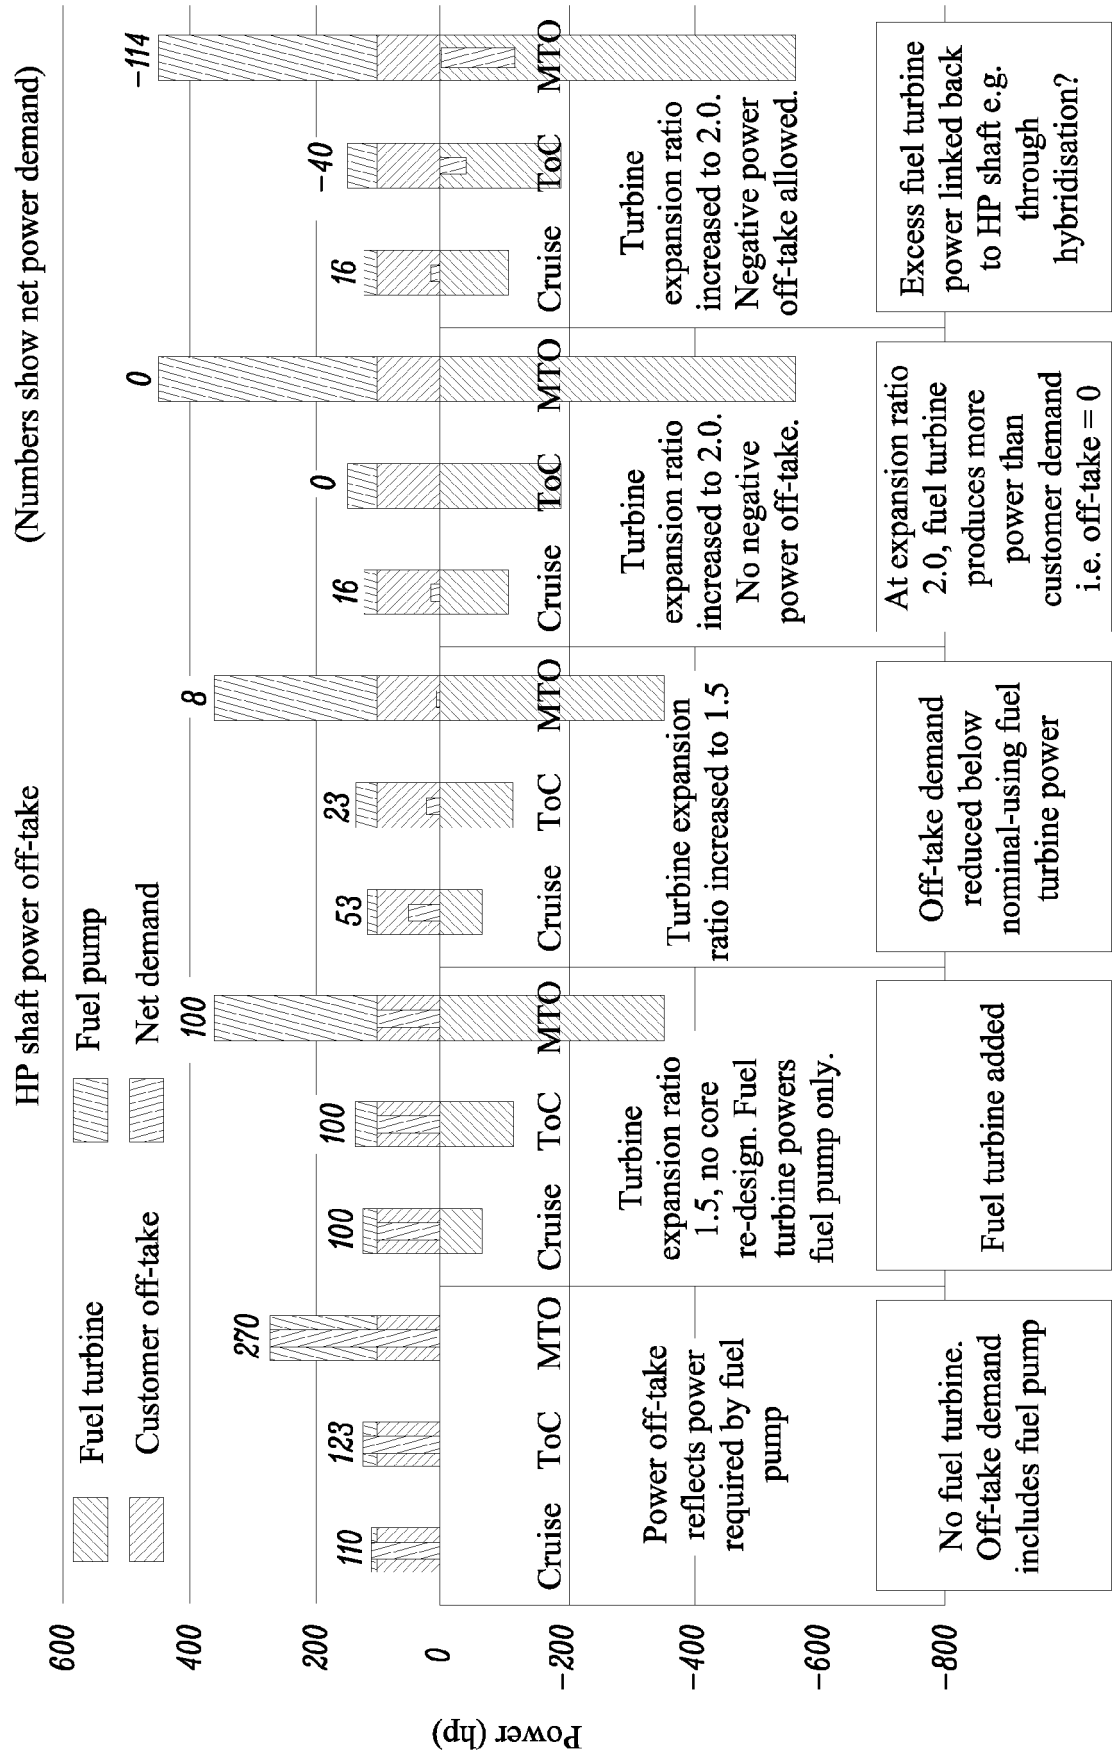 HP shaft power off-take
(Numbers show net power demand)
Fuel turbine
Fuel pump
Customer off-take
Net demand
Power (hp)
600
400
200
0
−200
−400
−600
−800
110
123
270
100
100
100
53
23
8
16
0
0
16
−40
−114
Cruise
ToC
MTO
Cruise
ToC
MTO
Cruise
ToC
MTO
Cruise
ToC
MTO
Cruise
ToC
MTO
Power off-take
reflects power
required by fuel
pump
Turbine
expansion ratio
1.5, no core
re-design. Fuel
turbine powers
fuel pump only.
Turbine expansion
ratio increased to 1.5
Turbine
expansion ratio
increased to 2.0.
No negative
power off-take.
Turbine
expansion ratio
increased to 2.0.
Negative power
off-take allowed.
No fuel turbine.
Off-take demand
includes fuel pump
Fuel turbine added
Off-take demand
reduced below
nominal-using fuel
turbine power
At expansion ratio
2.0, fuel turbine
produces more
power than
customer demand
i.e. off-take = 0
Excess fuel turbine
power linked back
to HP shaft e.g.
through
hybridisation?